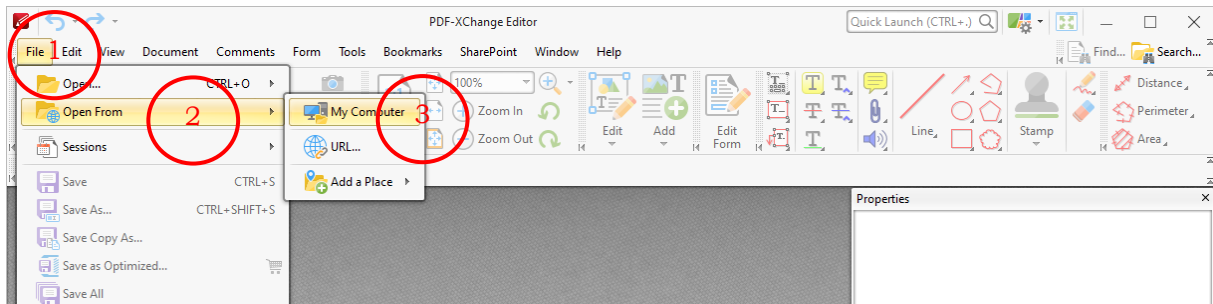 PDF-XChange Editor
Quick Launch (CTRL+.)
File Edit View Document Comments Form Tools Bookmarks SharePoint Window Help
Find... Search...
1
Open... CTRL+O
Open From
2
Sessions
Save CTRL+S
Save As... CTRL+SHIFT+S
Save Copy As...
Save as Optimized...
Save All
My Computer
3
URL...
Add a Place
100%
Zoom In
Zoom Out
Edit
Add
Edit
Form
Line
Stamp
Distance
Perimeter
Area
Properties